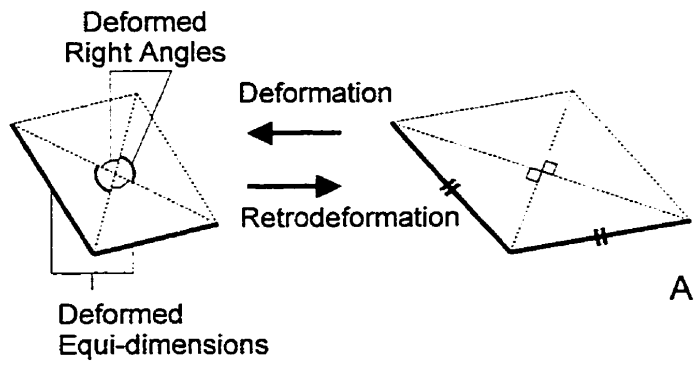 Deformed
Right Angles
Deformation
Retrodeformation
A
Deformed
Equi-dimensions